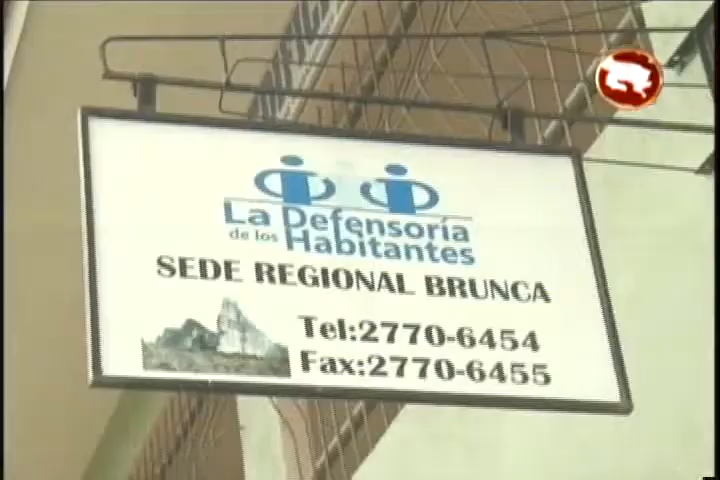 La Defensoría
de los Habitantes
SEDE REGIONAL BRUNCA
Tel:2770-6454
Fax:2770-6455